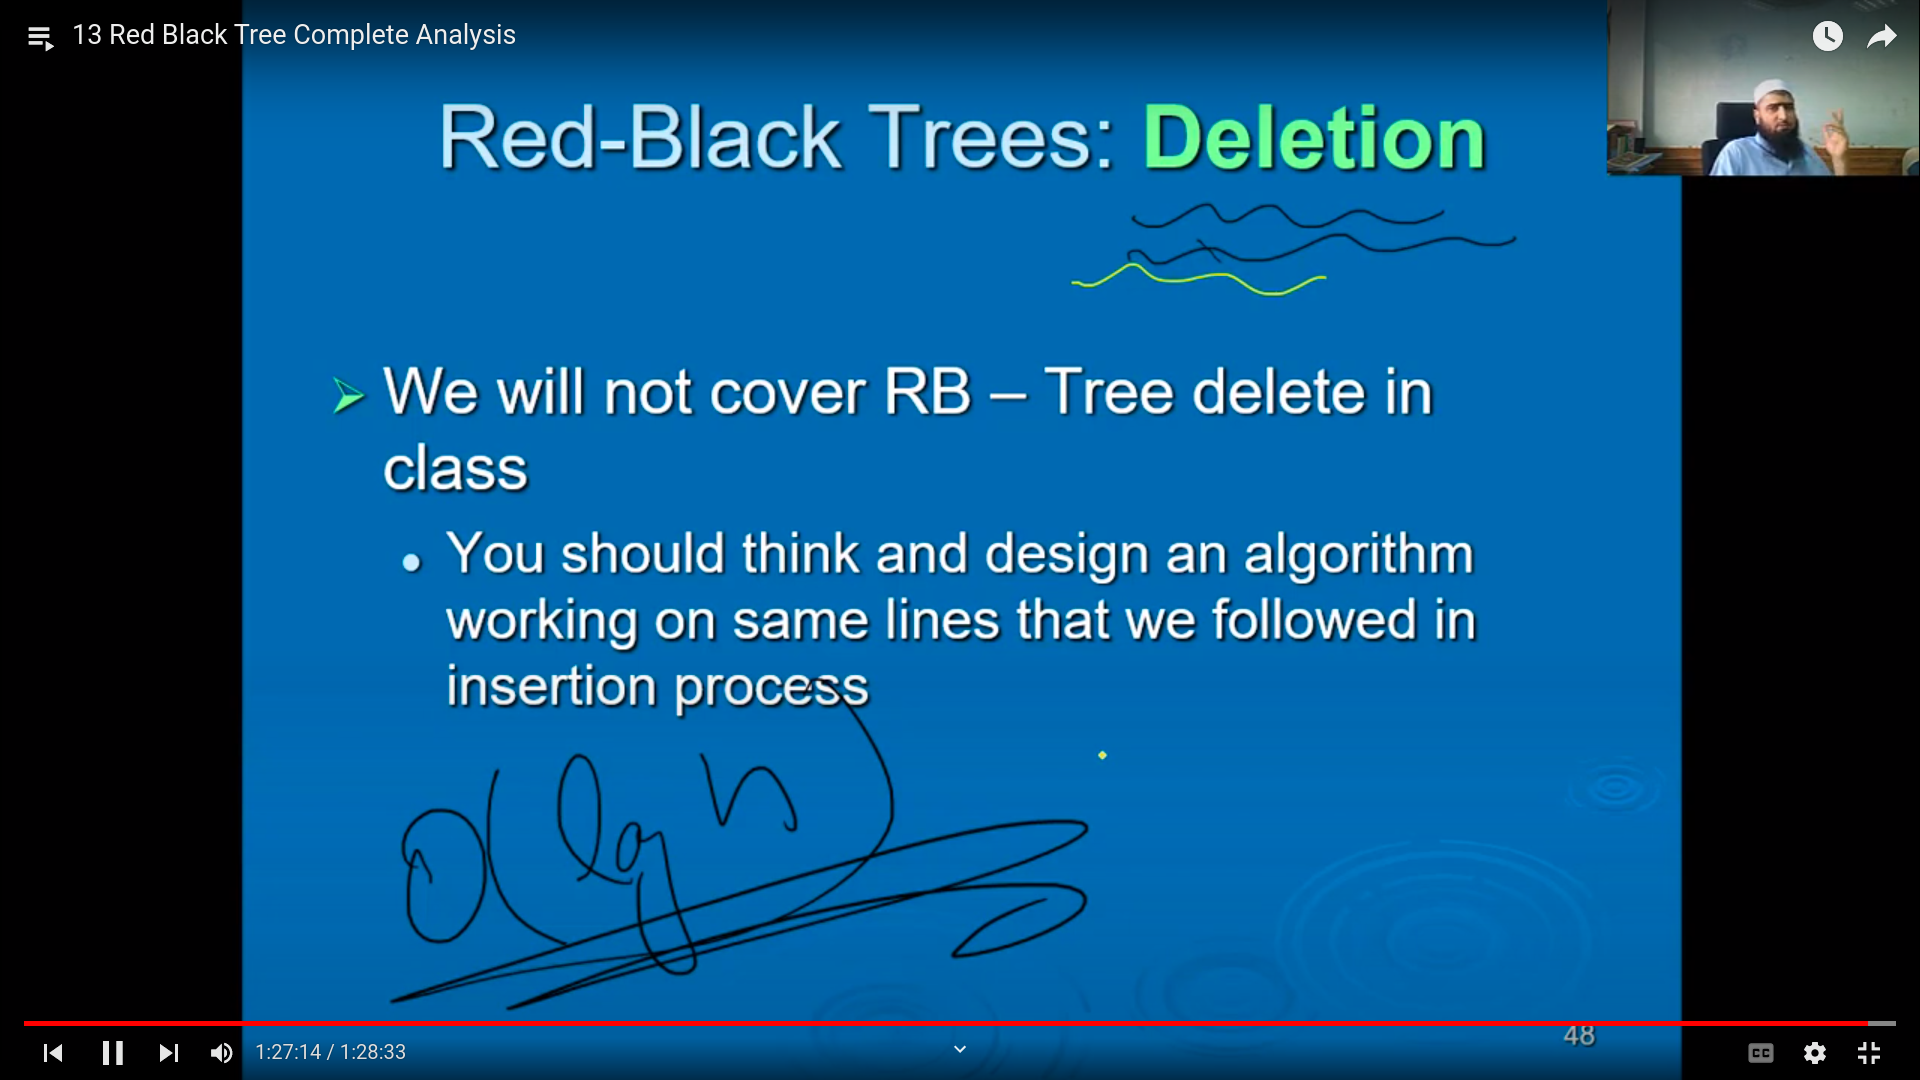 13 Red Black Tree Complete Analysis
Red-Black Trees: Deletion
We will not cover RB – Tree delete in
class
You should think and design an algorithm
working on same lines that we followed in
insertion process
O(lg n)
48
1:27:14 / 1:28:33
CC